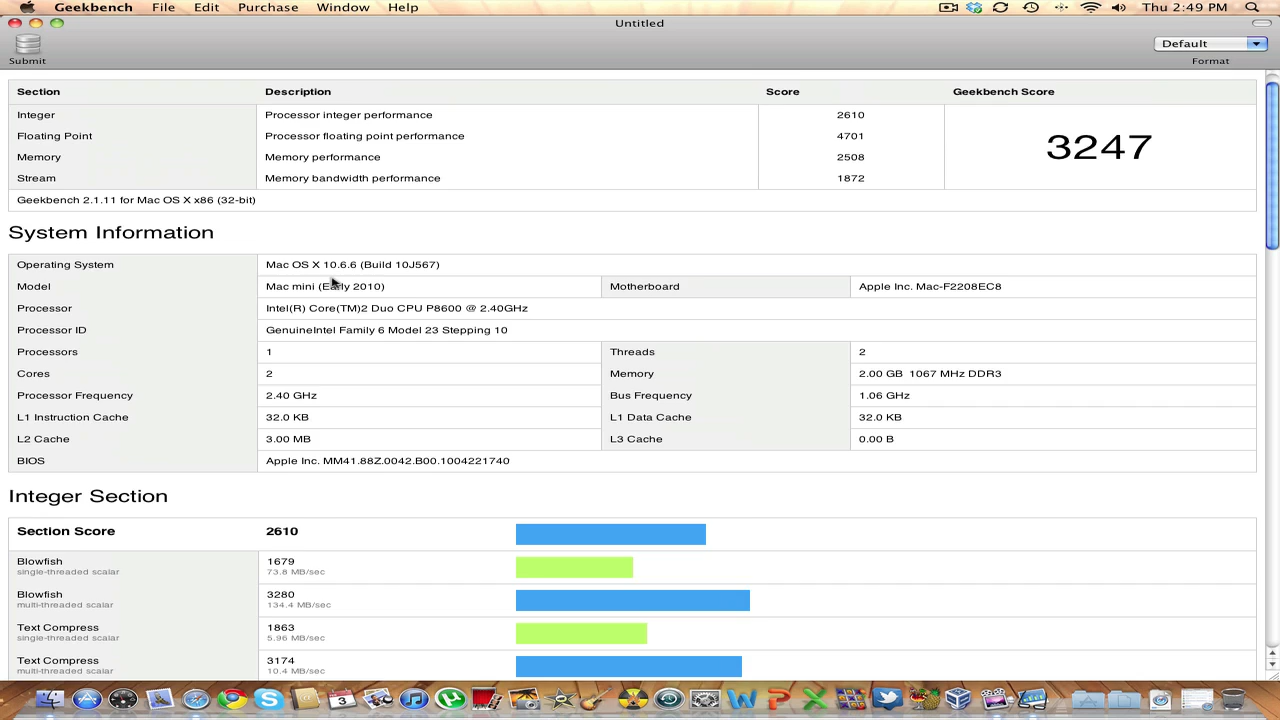 Geekbench File Edit Purchase Window Help Thu 2:49 PM
Untitled
Default
Submit Format
Section Description Score Geekbench Score
Integer Processor integer performance 2610
Floating Point Processor floating point performance 4701
3247
Memory Memory performance 2508
Stream Memory bandwidth performance 1872
Geekbench 2.1.11 for Mac OS X x86 (32-bit)
System Information
Operating System Mac OS X 10.6.6 (Build 10J567)
Model Mac mini (Early 2010) Motherboard Apple Inc. Mac-F2208EC8
Processor Intel(R) Core(TM)2 Duo CPU P8600 @ 2.40GHz
Processor ID GenuineIntel Family 6 Model 23 Stepping 10
Processors 1 Threads 2
Cores 2 Memory 2.00 GB 1067 MHz DDR3
Processor Frequency 2.40 GHz Bus Frequency 1.06 GHz
L1 Instruction Cache 32.0 KB L1 Data Cache 32.0 KB
L2 Cache 3.00 MB L3 Cache 0.00 B
BIOS Apple Inc. MM41.88Z.0042.B00.1004221740
Integer Section
Section Score 2610
Blowfish 1679
single-threaded scalar 73.8 MB/sec
Blowfish 3280
multi-threaded scalar 134.4 MB/sec
Text Compress 1863
single-threaded scalar 5.96 MB/sec
Text Compress 3174
multi-threaded scalar 10.4 MB/sec
3